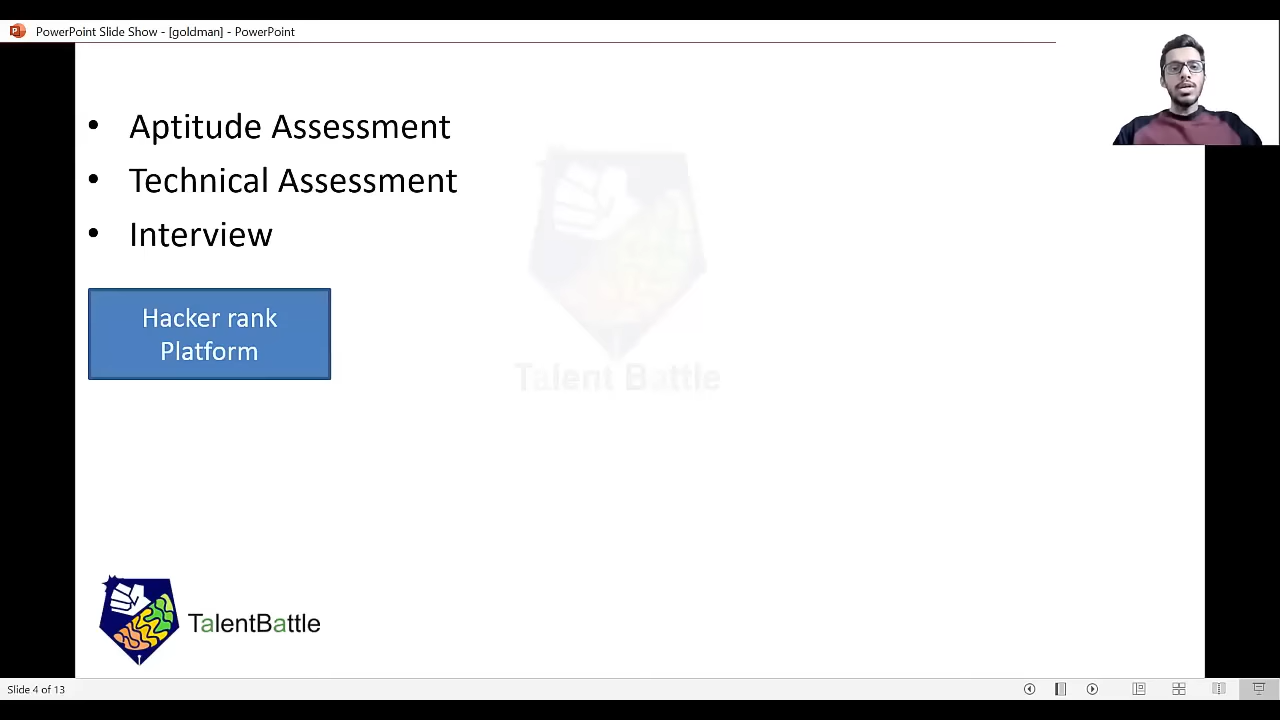 PowerPoint Slide Show - [goldman] - PowerPoint
• Aptitude Assessment
• Technical Assessment
• Interview
Hacker rank
Platform
Talent Battle
TalentBattle
Slide 4 of 13